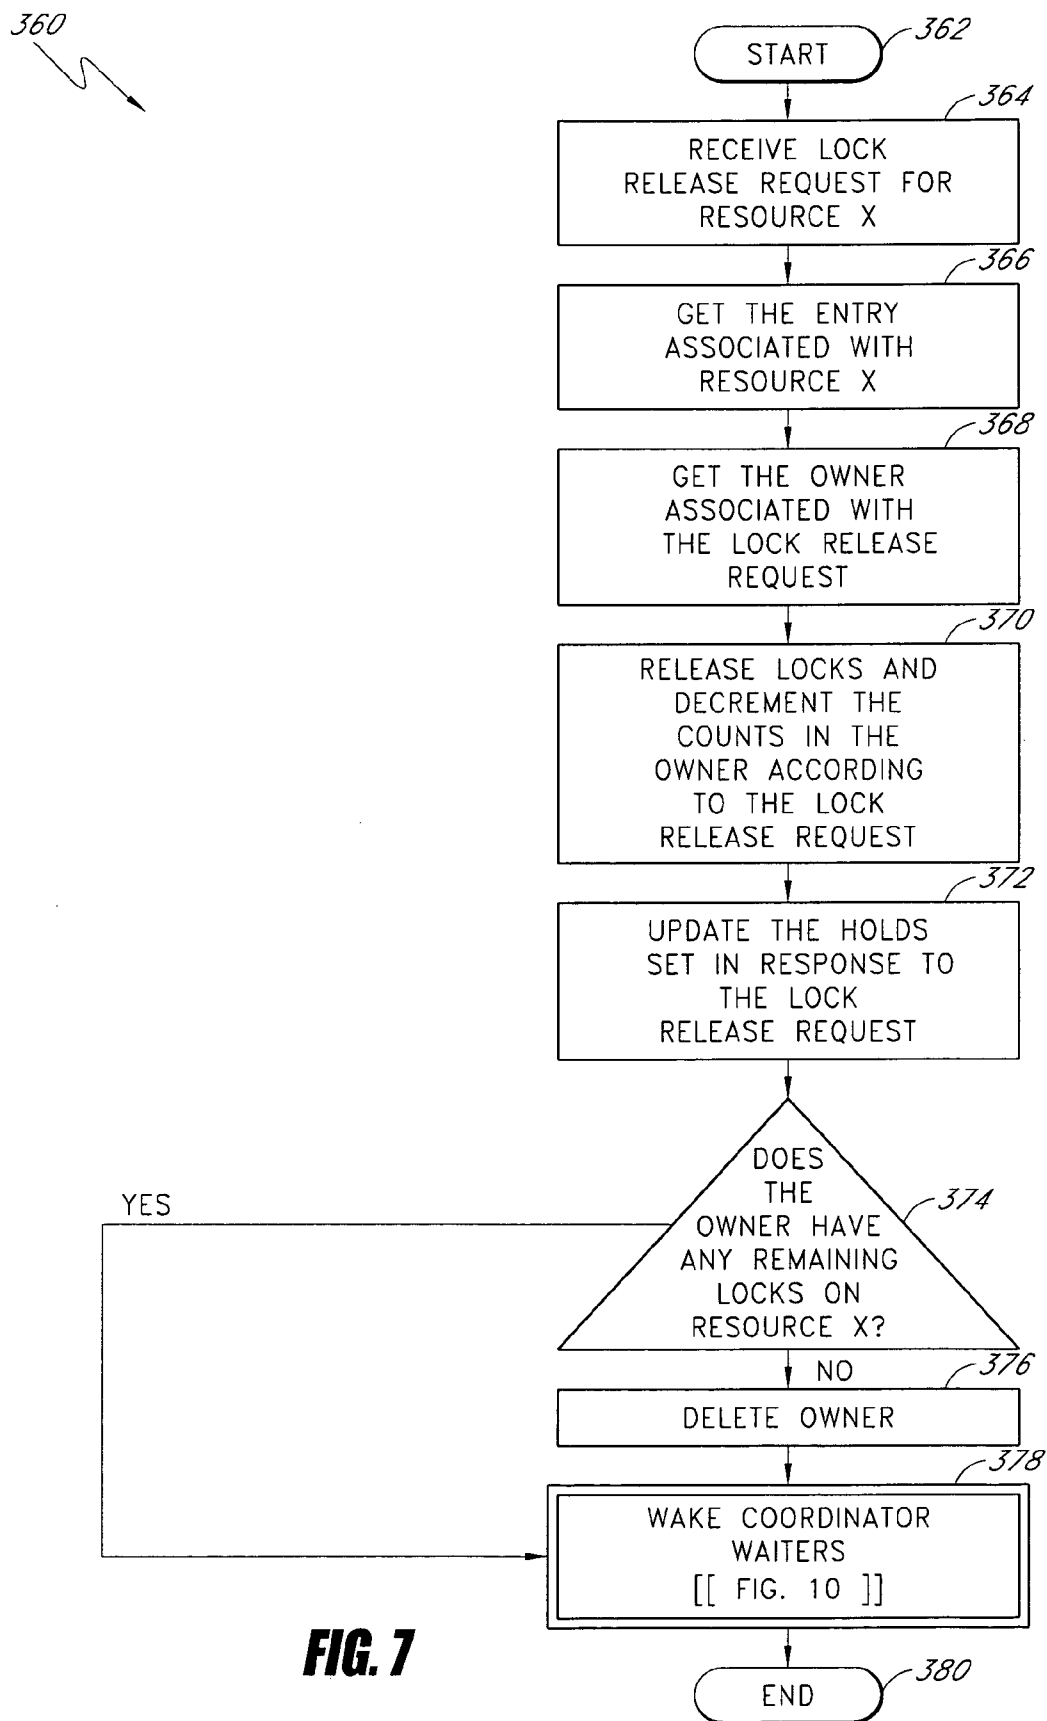 360
START
362
364
RECEIVE LOCK
RELEASE REQUEST FOR
RESOURCE X
366
GET THE ENTRY
ASSOCIATED WITH
RESOURCE X
368
GET THE OWNER
ASSOCIATED WITH
THE LOCK RELEASE
REQUEST
370
RELEASE LOCKS AND
DECREMENT THE
COUNTS IN THE
OWNER ACCORDING
TO THE LOCK
RELEASE REQUEST
372
UPDATE THE HOLDS
SET IN RESPONSE TO
THE LOCK
RELEASE REQUEST
DOES
THE
OWNER HAVE
ANY REMAINING
LOCKS ON
RESOURCE X?
374
YES
NO
376
DELETE OWNER
378
WAKE COORDINATOR
WAITERS
[[ FIG. 10 ]]
END
380
FIG. 7